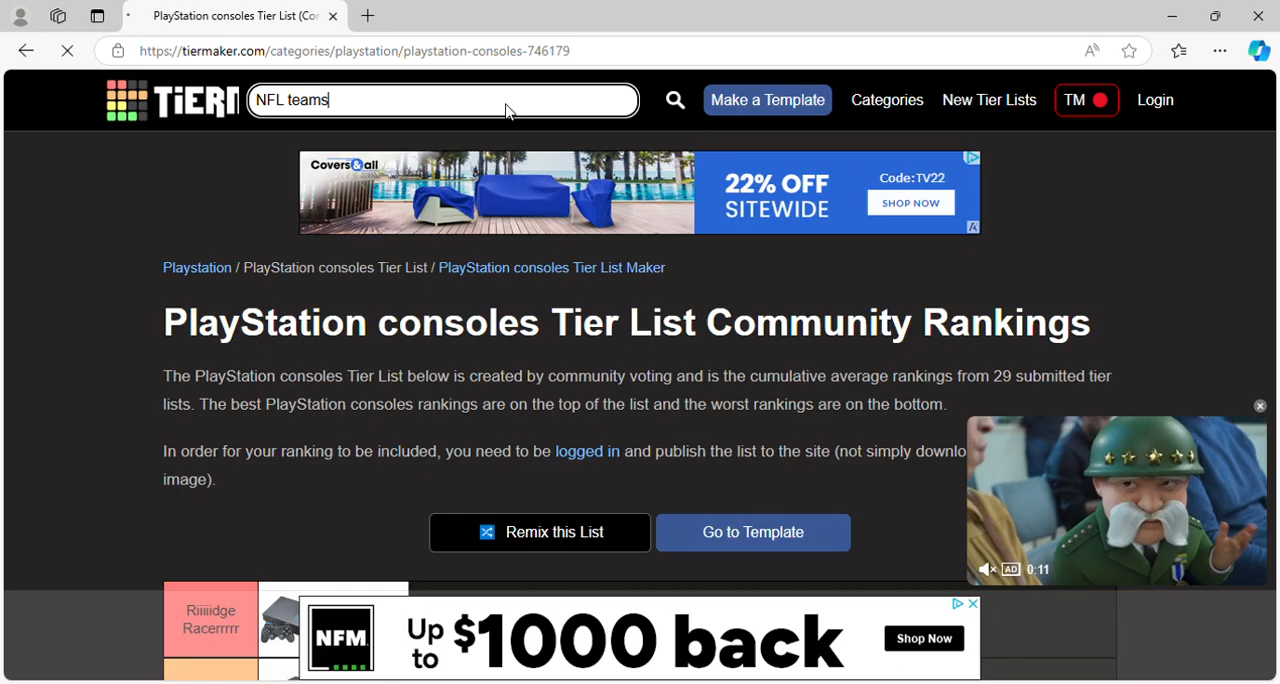 PlayStation consoles Tier List (Cor
https://tiermaker.com/categories/playstation/playstation-consoles-746179
TiERM
NFL teams
Make a Template
Categories
New Tier Lists
TM
Login
Covers&all
22% OFF
SITEWIDE
Code:TV22
SHOP NOW
Playstation / PlayStation consoles Tier List / PlayStation consoles Tier List Maker
PlayStation consoles Tier List Community Rankings
The PlayStation consoles Tier List below is created by community voting and is the cumulative average rankings from 29 submitted tier
lists. The best PlayStation consoles rankings are on the top of the list and the worst rankings are on the bottom.
In order for your ranking to be included, you need to be logged in and publish the list to the site (not simply downlo
image).
AD 0:11
Remix this List
Go to Template
Riiiiidge
Racerrrrr
NFM
Up
to
$1000 back
Shop Now